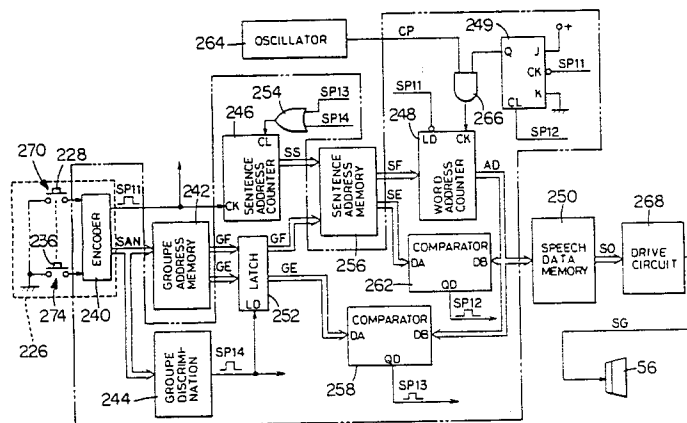 264
OSCILLATOR
CP
249
Q
J
+
CK
SP11
K
CL
SP12
266
254
246
SP13
SP14
CL
SENTENCE
ADDRESS
COUNTER
CK
SS
SP11
248
LD
CK
WORD
ADDRESS
COUNTER
AD
SF
SE
SENTENCE
ADDRESS
MEMORY
256
270
228
236
274
226
ENCODER
240
SP11
SAN
242
GROUPE
ADDRESS
MEMORY
GF
GE
LATCH
LD
252
GF
GE
COMPARATOR
DA
DB
QD
262
SP12
COMPARATOR
DA
DB
QD
258
SP13
GROUPE
DISCRIMI-
NATION
244
SP14
250
SPEECH
DATA
MEMORY
SO
268
DRIVE
CIRCUIT
SG
56